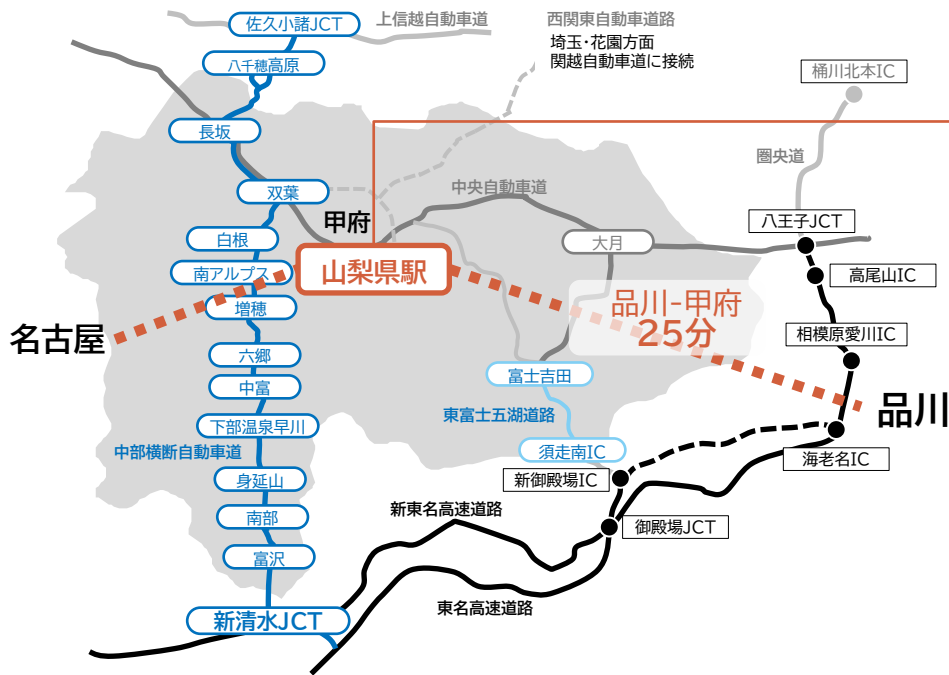 佐久小諸JCT
上信越自動車道
西関東自動車道路
埼玉・花園方面
関越自動車道に接続
八千穂高原
桶川北本IC
長坂
圏央道
双葉
中央自動車道
甲府
八王子JCT
白根
大月
南アルプス
山梨県駅
高尾山IC
増穂
品川-甲府
25分
名古屋
相模原愛川IC
六郷
富士吉田
中富
品川
下部温泉早川
東富士五湖道路
中部横断自動車道
須走南IC
海老名IC
身延山
新御殿場IC
新東名高速道路
南部
御殿場JCT
富沢
東名高速道路
新清水JCT